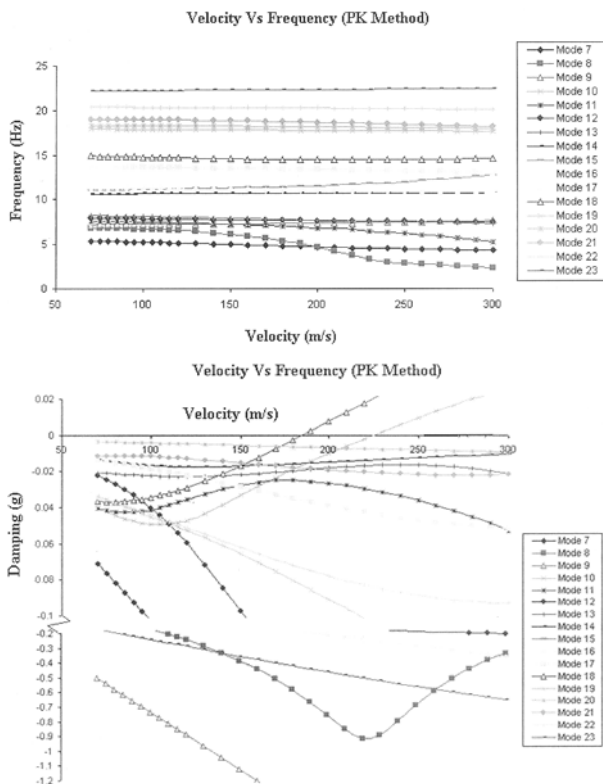 Velocity Vs Frequency (PK Method)
25
20
15
10
5
0
Frequency (Hz)
50
100
150
200
250
300
Velocity (m/s)
Mode 7
Mode 8
Mode 9
Mode 10
Mode 11
Mode 12
Mode 13
Mode 14
Mode 15
Mode 16
Mode 17
Mode 18
Mode 19
Mode 20
Mode 21
Mode 22
Mode 23
Velocity Vs Frequency (PK Method)
0.02
0
-0.02
0.04
0.06
0.08
-0.1
-0.2
-0.3
-0.4
-0.5
-0.6
-0.7
-0.8
-0.9
-1
-1.1
-1.2
Damping (g)
Velocity (m/s)
50
100
150
200
250
300
Mode 7
Mode 8
Mode 9
Mode 10
Mode 11
Mode 12
Mode 13
Mode 14
Mode 15
Mode 16
Mode 17
Mode 18
Mode 19
Mode 20
Mode 21
Mode 22
Mode 23